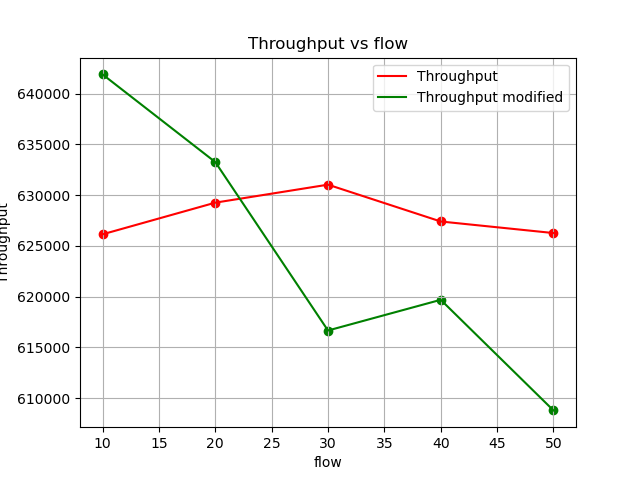 Throughput vs flow
Throughput
Throughput modified
640000
635000
630000
625000
620000
615000
610000
Throughput
10 15 20 25 30 35 40 45 50
flow